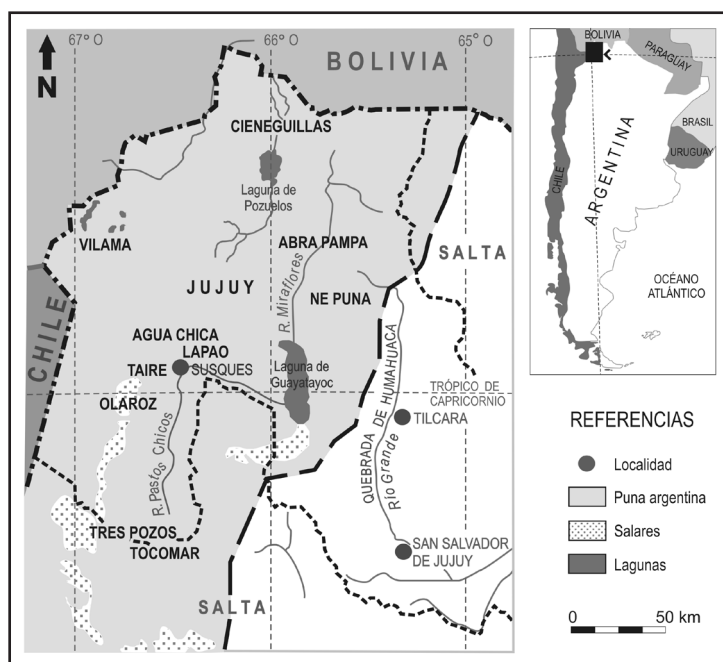 67° O
66°
65° O
N
BOLIVIA
CIENEGUILLAS
Laguna de
Pozuelos
VILAMA
ABRA PAMPA
SALTA
JUJUY
R. Miraflores
NE PUNA
CHILE
AGUA CHICA
LAPAO
TAIRE
SUSQUES
Laguna de
Guayatayoc
QUEBRADA DE HUMAHUACA
TRÓPICO DE
CAPRICORNIO
OLAROZ
TILCARA
R. Pastos Chicos
Río Grande
TRES POZOS
TOCOMAR
SAN SALVADOR
DE JUJUY
SALTA
BOLIVIA
PARAGUAY
BRASIL
URUGUAY
CHILE
ARGENTINA
OCÉANO
ATLÁNTICO
REFERENCIAS
Localidad
Puna argentina
Salares
Lagunas
0 50 km